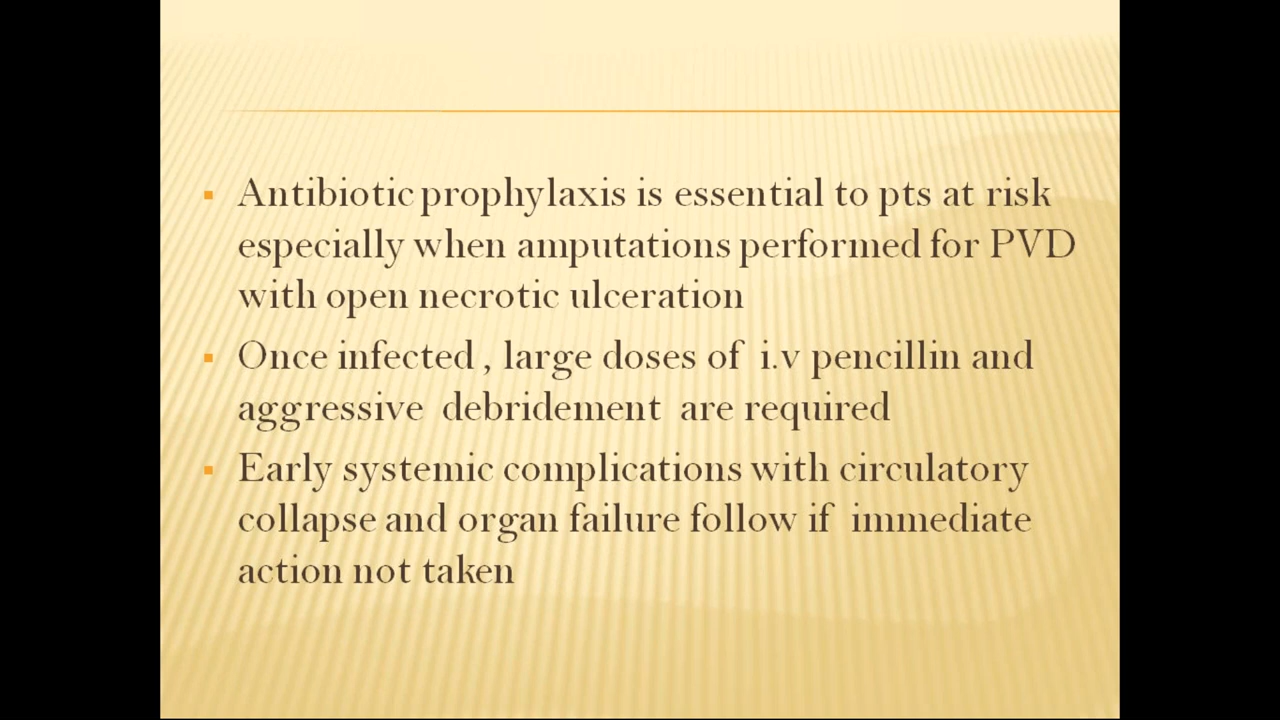 Antibiotic prophylaxis is essential to pts at risk
especially when amputations performed for PVD
with open necrotic ulceration
Once infected , large doses of i.v pencillin and
aggressive debridement are required
Early systemic complications with circulatory
collapse and organ failure follow if immediate
action not taken